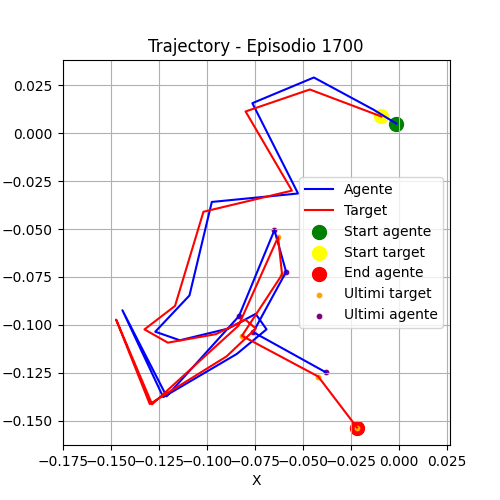 Trajectory - Episodio 1700
0.025
0.000
−0.025
−0.050
−0.075
−0.100
−0.125
−0.150
Agente
Target
Start agente
Start target
End agente
Ultimi target
Ultimi agente
−0.175 −0.150 −0.125 −0.100 −0.075 −0.050 −0.025 0.000 0.025
X